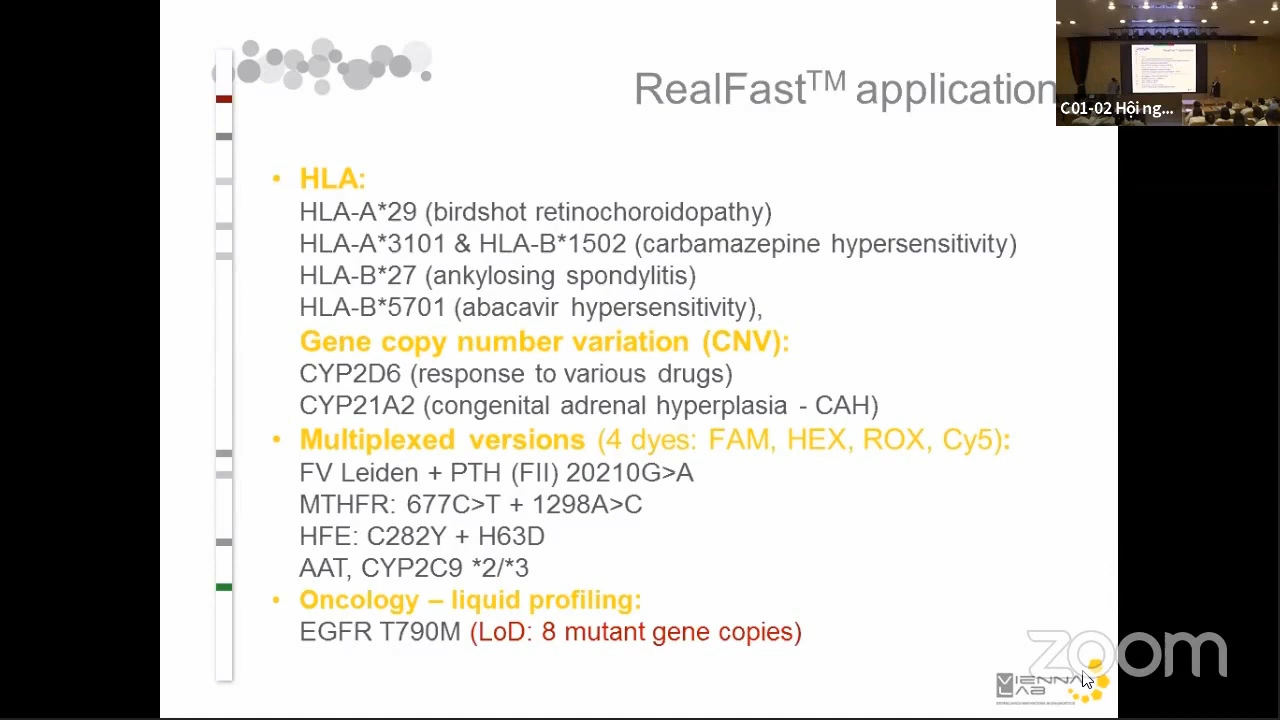 RealFast™ application
C01-02 Hội ng...
• HLA:
HLA-A*29 (birdshot retinochoroidopathy)
HLA-A*3101 & HLA-B*1502 (carbamazepine hypersensitivity)
HLA-B*27 (ankylosing spondylitis)
HLA-B*5701 (abacavir hypersensitivity),
Gene copy number variation (CNV):
CYP2D6 (response to various drugs)
CYP21A2 (congenital adrenal hyperplasia - CAH)
• Multiplexed versions (4 dyes: FAM, HEX, ROX, Cy5):
FV Leiden + PTH (FII) 20210G>A
MTHFR: 677C>T + 1298A>C
HFE: C282Y + H63D
AAT, CYP2C9 *2/*3
• Oncology – liquid profiling:
EGFR T790M (LoD: 8 mutant gene copies)
zoom
VIENNA
LAB